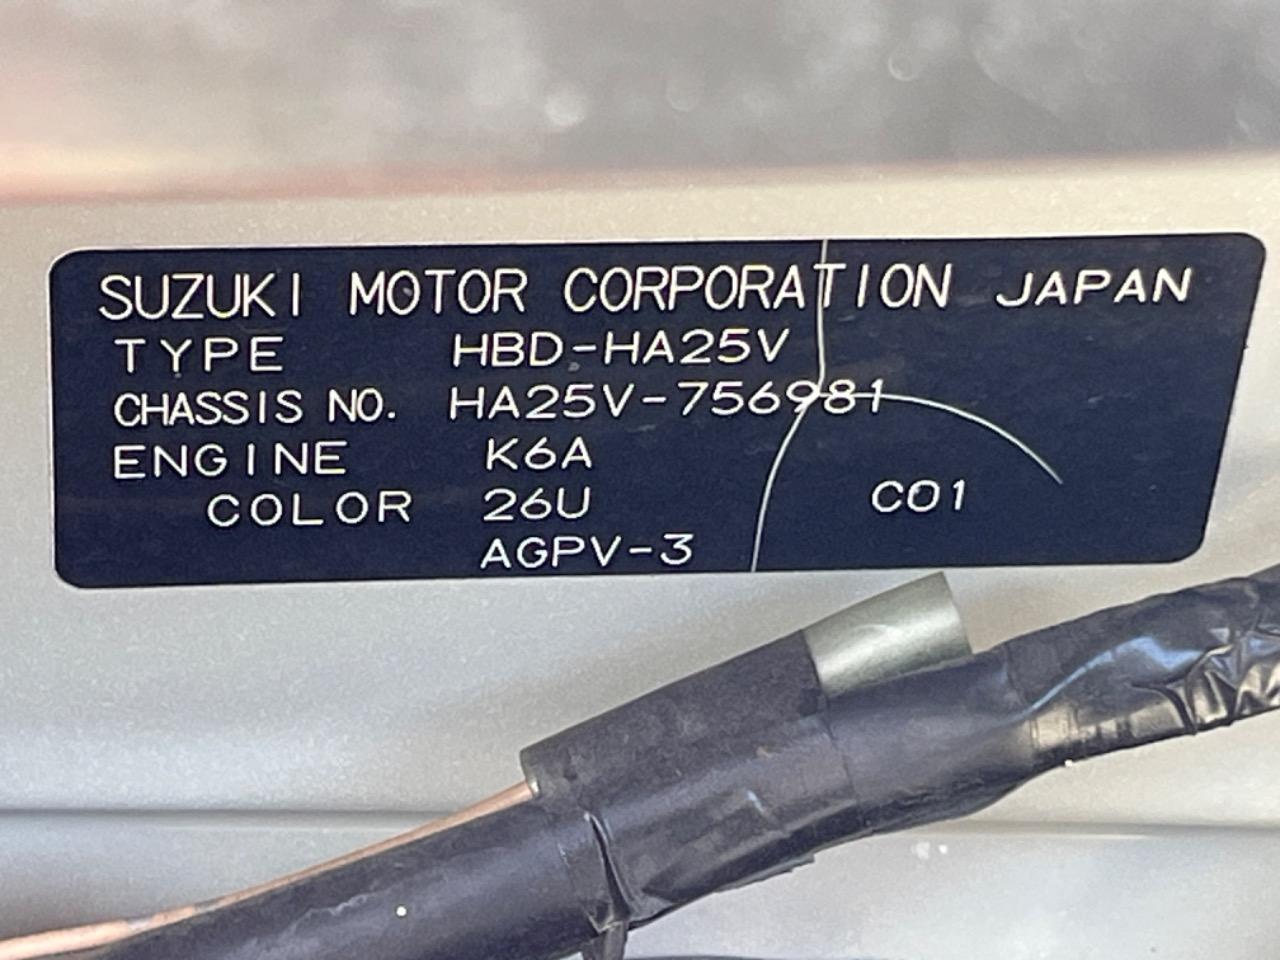 SUZUKI MOTOR CORPORATION JAPAN
TYPE HBD-HA25V
CHASSIS NO. HA25V-756981
ENGINE K6A
COLOR 26U C01
AGPV-3